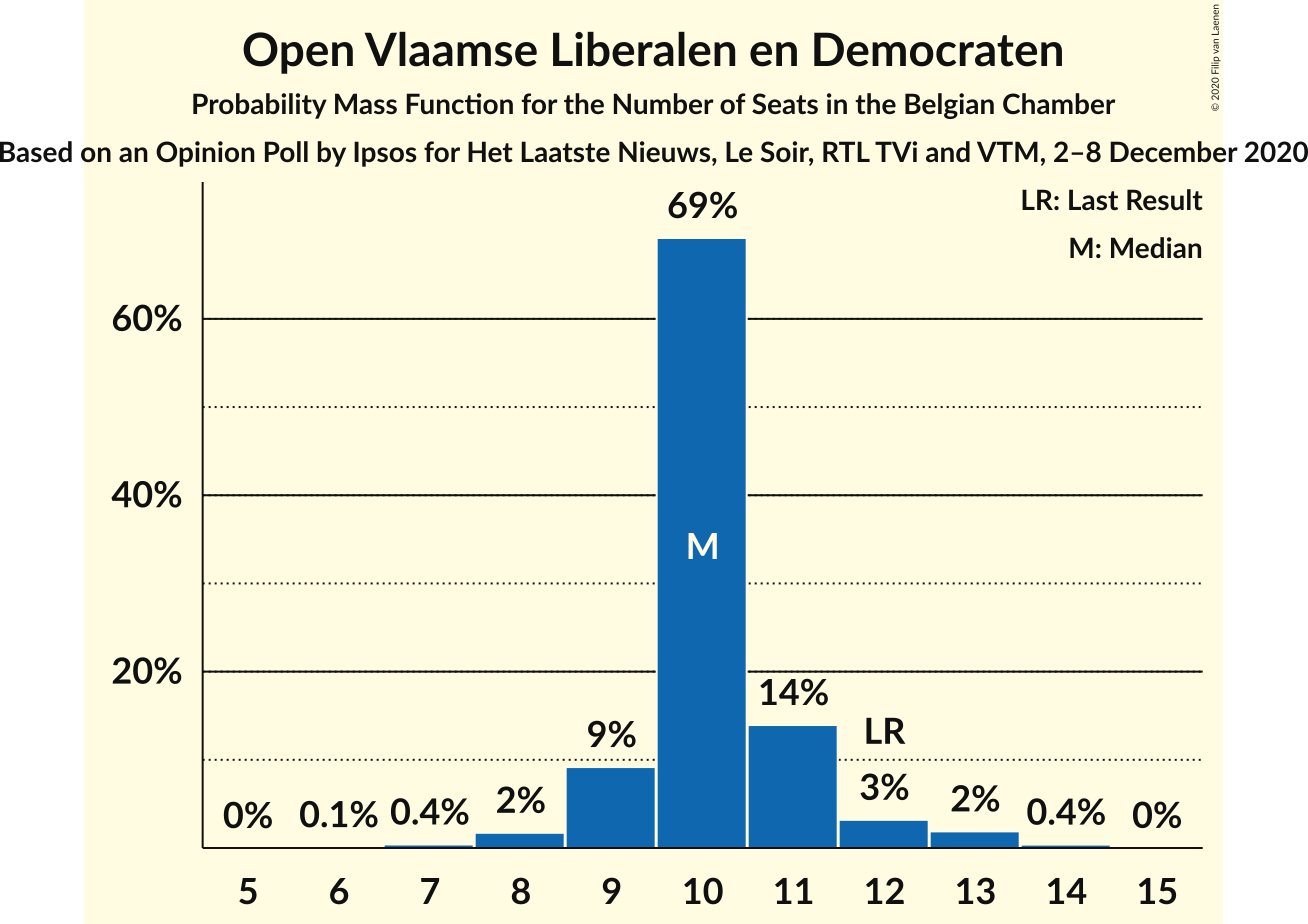 Open Vlaamse Liberalen en Democraten
Probability Mass Function for the Number of Seats in the Belgian Chamber
Based on an Opinion Poll by Ipsos for Het Laatste Nieuws, Le Soir, RTL TVi and VTM, 2–8 December 2020
© 2020 Filip van Laenen
LR: Last Result
M: Median
69%
60%
40%
M
20%
14%
LR
9%
3%
2%
2%
0%
0.1%
0.4%
0.4%
0%
5 6 7 8 9 10 11 12 13 14 15